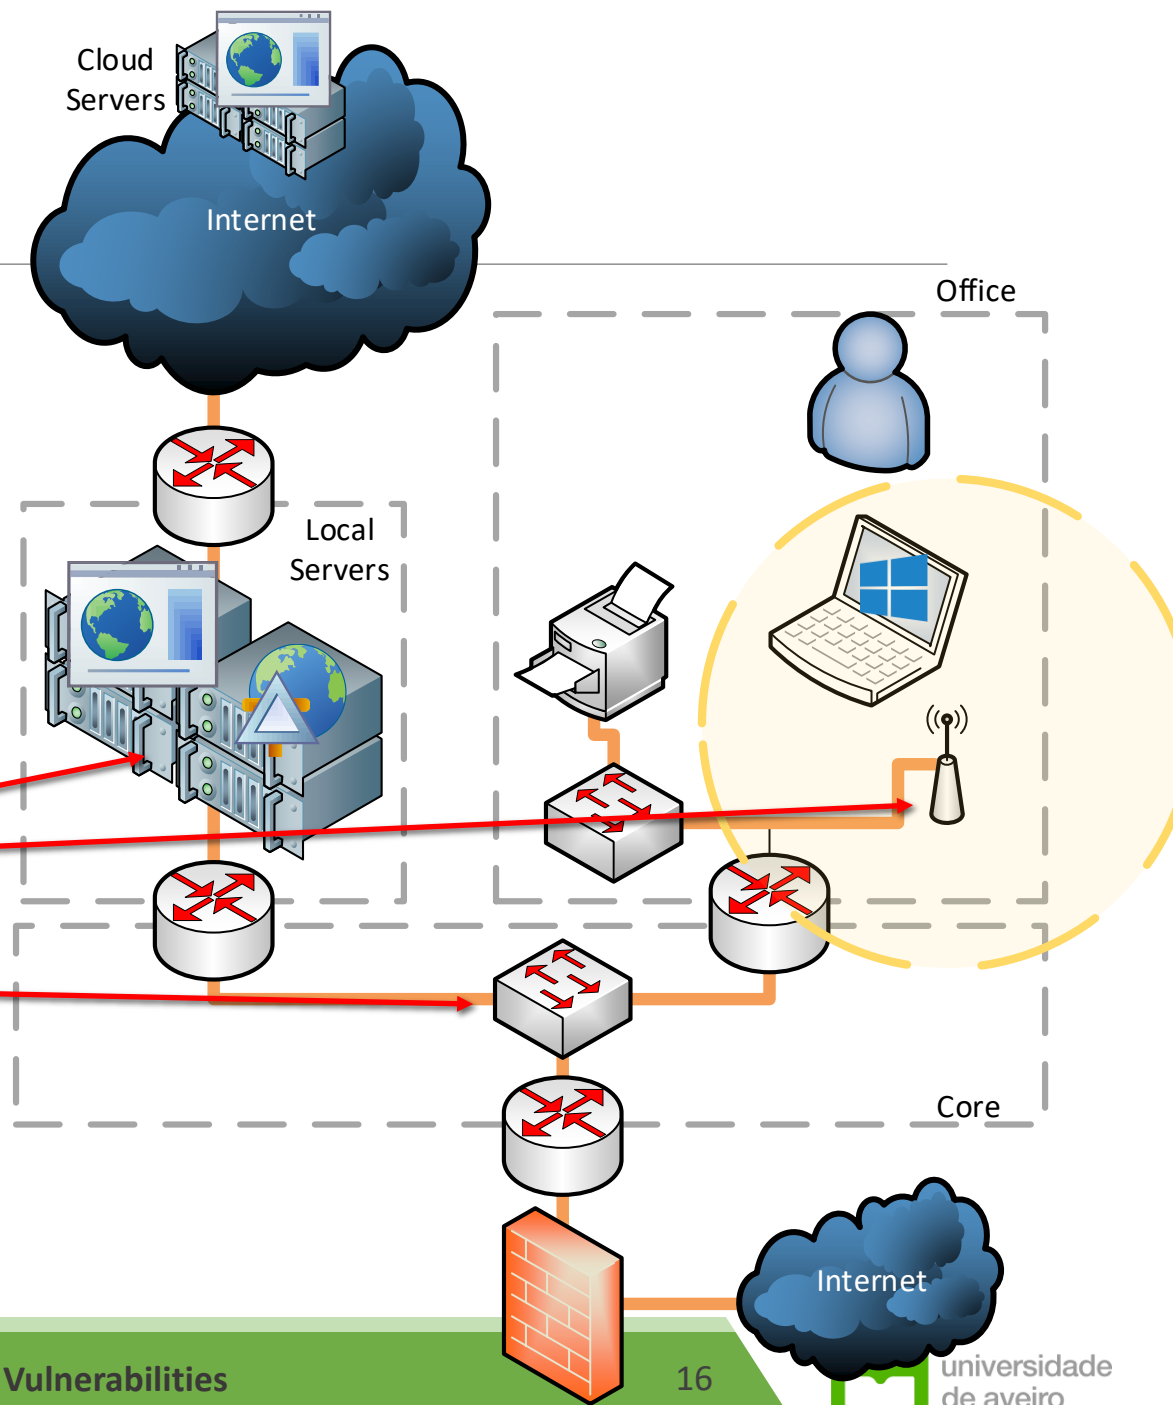 Cloud
Servers
Internet
Office
Local
Servers
Core
Internet
Vulnerabilities
16
universidade
de aveiro